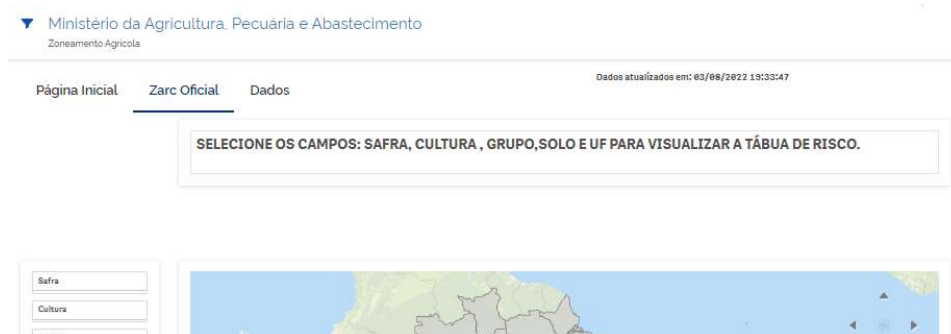 Ministério da Agricultura, Pecuária e Abastecimento
Zoneamento Agricola
Dados atualizados em: 03/08/2022 19:33:47
Página Inicial Zarc Oficial Dados
SELECIONE OS CAMPOS: SAFRA, CULTURA , GRUPO,SOLO E UF PARA VISUALIZAR A TÁBUA DE RISCO.
Safra
Cultura